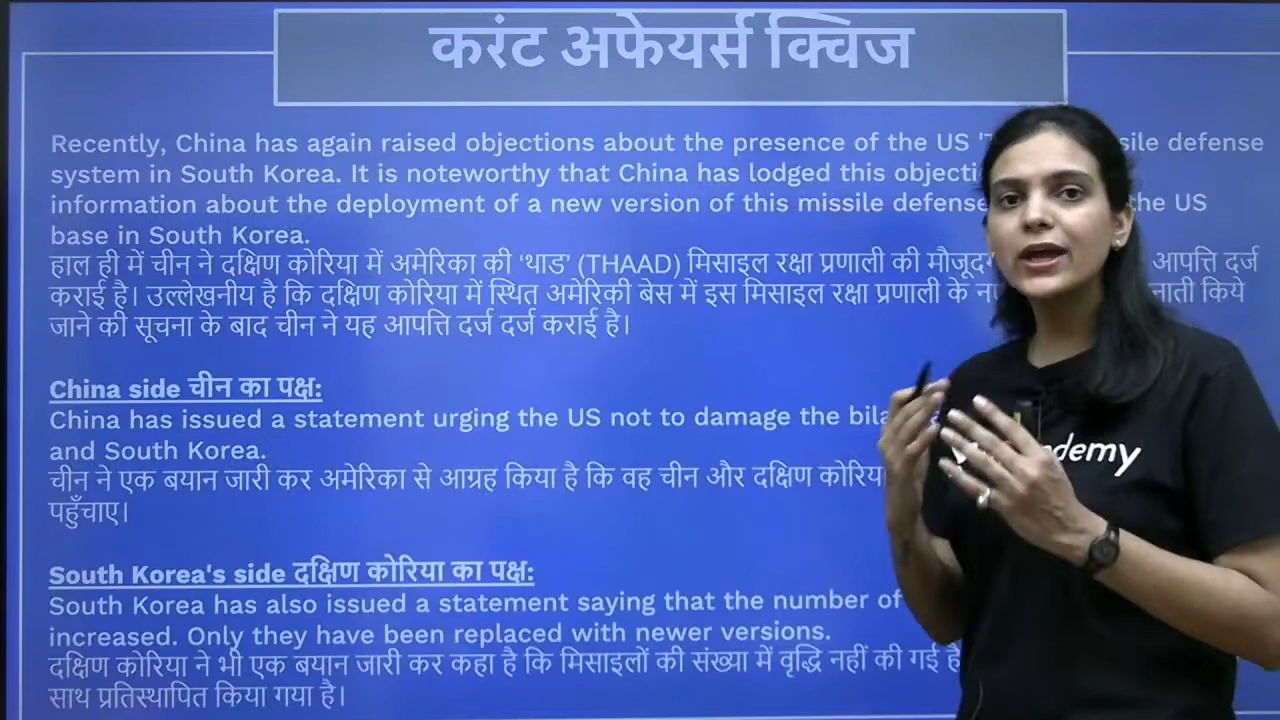 करंट अफेयर्स क्विज
Recently, China has again raised objections about the presence of the US defense
system in South Korea. It is noteworthy that China has lodged this
information about the deployment of a new version of this missile defense the US
base in South Korea.
हाल ही में चीन ने दक्षिण कोरिया में अमेरिका की ‘थाड’ (THAAD) मिसाइल रक्षा प्रणाली की आपत्ति दर्ज
कराई है। उल्लेखनीय है कि दक्षिण कोरिया में स्थित अमेरिकी बेस में इस मिसाइल रक्षा प्रणाली के किये
जाने की सूचना के बाद चीन ने यह आपत्ति दर्ज दर्ज कराई है।
China side चीन का पक्ष:
China has issued a statement urging the US not to damage the
and South Korea.
चीन ने एक बयान जारी कर अमेरिका से आग्रह किया है कि वह चीन और दक्षिण
पहुँचाए।
South Korea's side दक्षिण कोरिया का पक्ष:
South Korea has also issued a statement saying that the number of
increased. Only they have been replaced with newer versions.
दक्षिण कोरिया ने भी एक बयान जारी कर कहा है कि मिसाइलों की संख्या में वृद्धि नहीं की गई है
साथ प्रतिस्थापित किया गया है।
demy